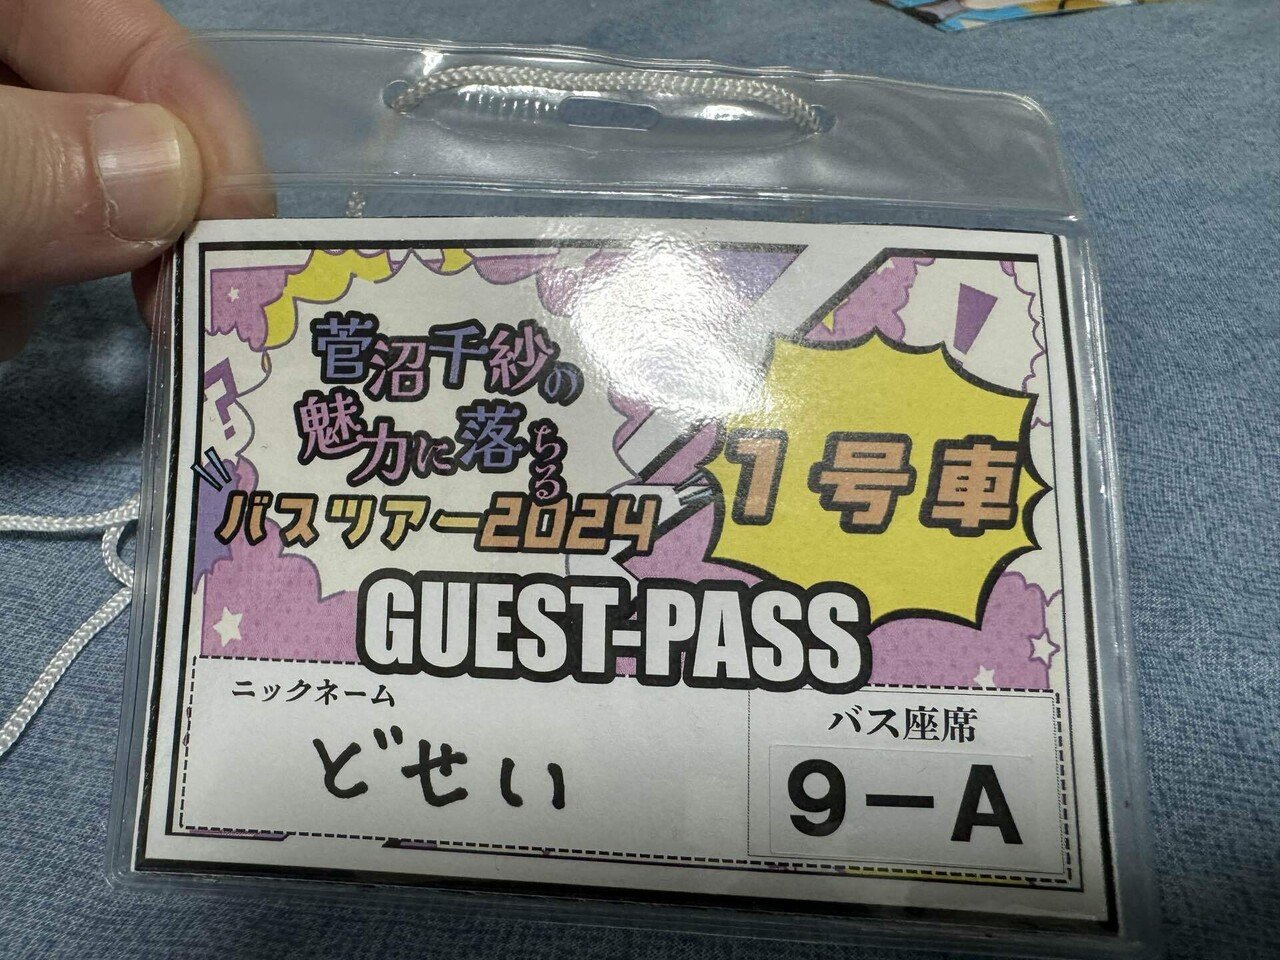 菅沼千紗の
魅力に落ちる
バスツアー2024
1号車
GUEST-PASS
ニックネーム
どせい
バス座席
9-A